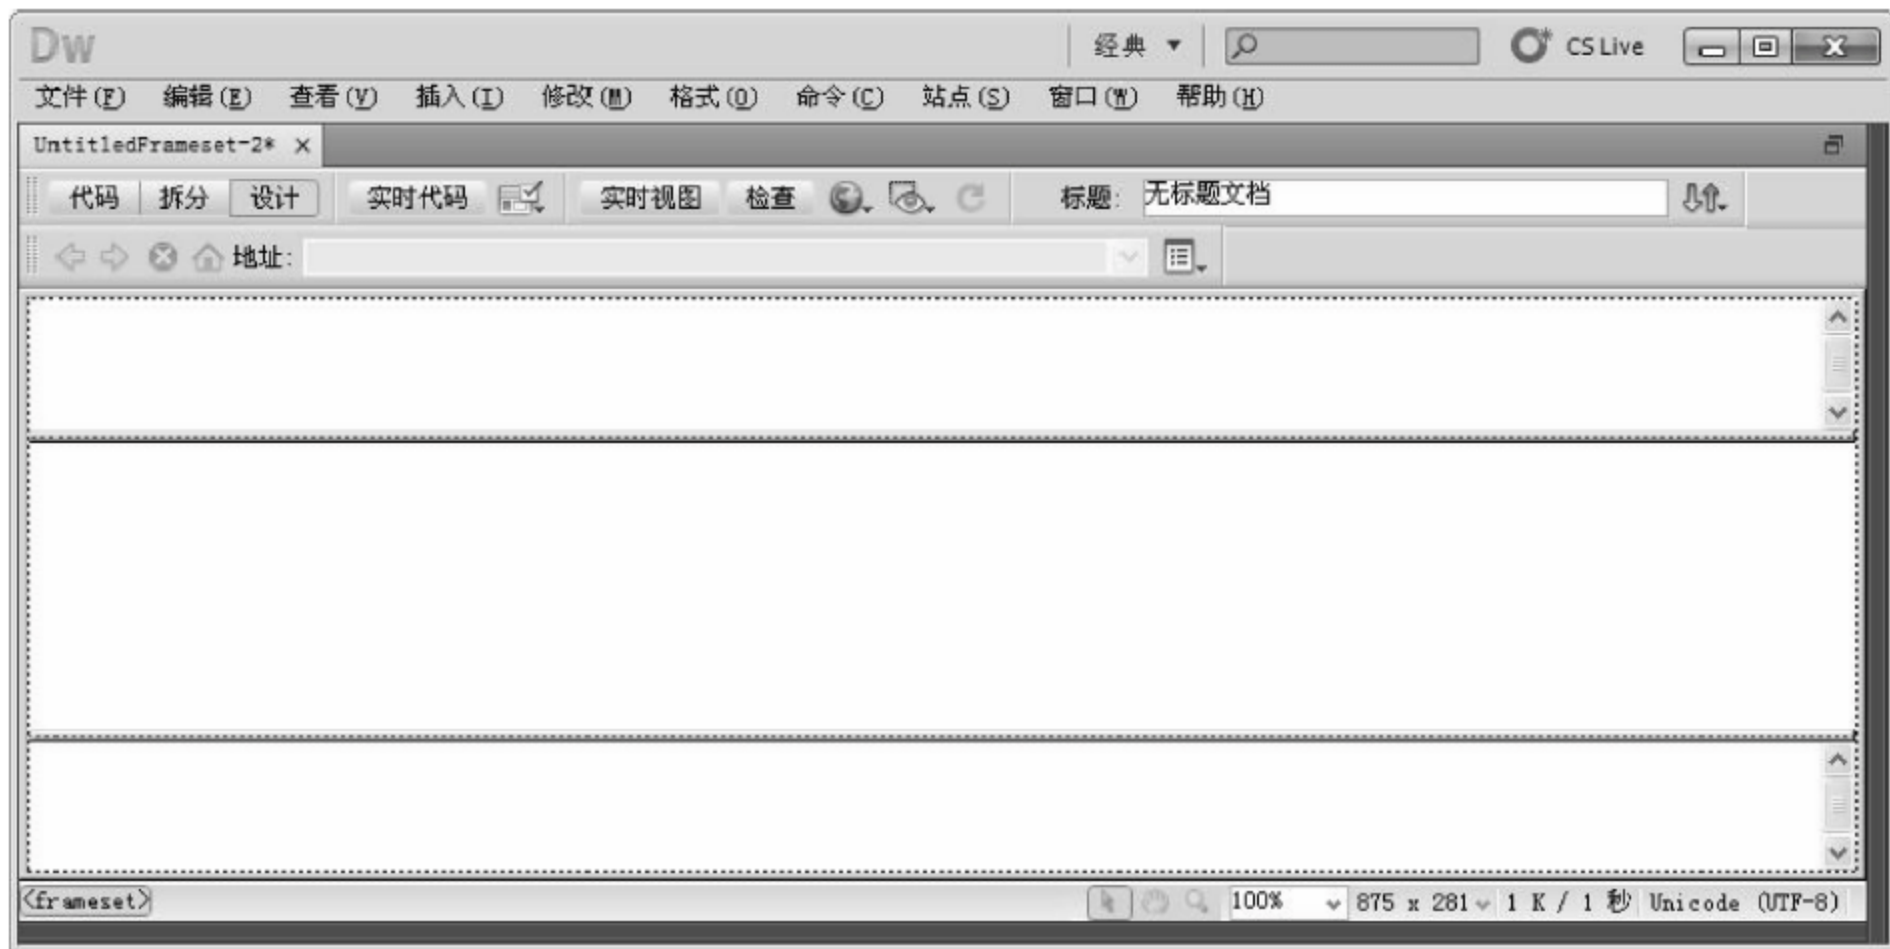 Dw 经典 CS Live
文件(F) 编辑(E) 查看(V) 插入(I) 修改(M) 格式(O) 命令(C) 站点(S) 窗口(W) 帮助(H)
UntitledFrameset-2*
代码 拆分 设计 实时代码 实时视图 检查 标题: 无标题文档
地址:
<frameset> 100% 875 x 281 1 K / 1 秒 Unicode (UTF-8)